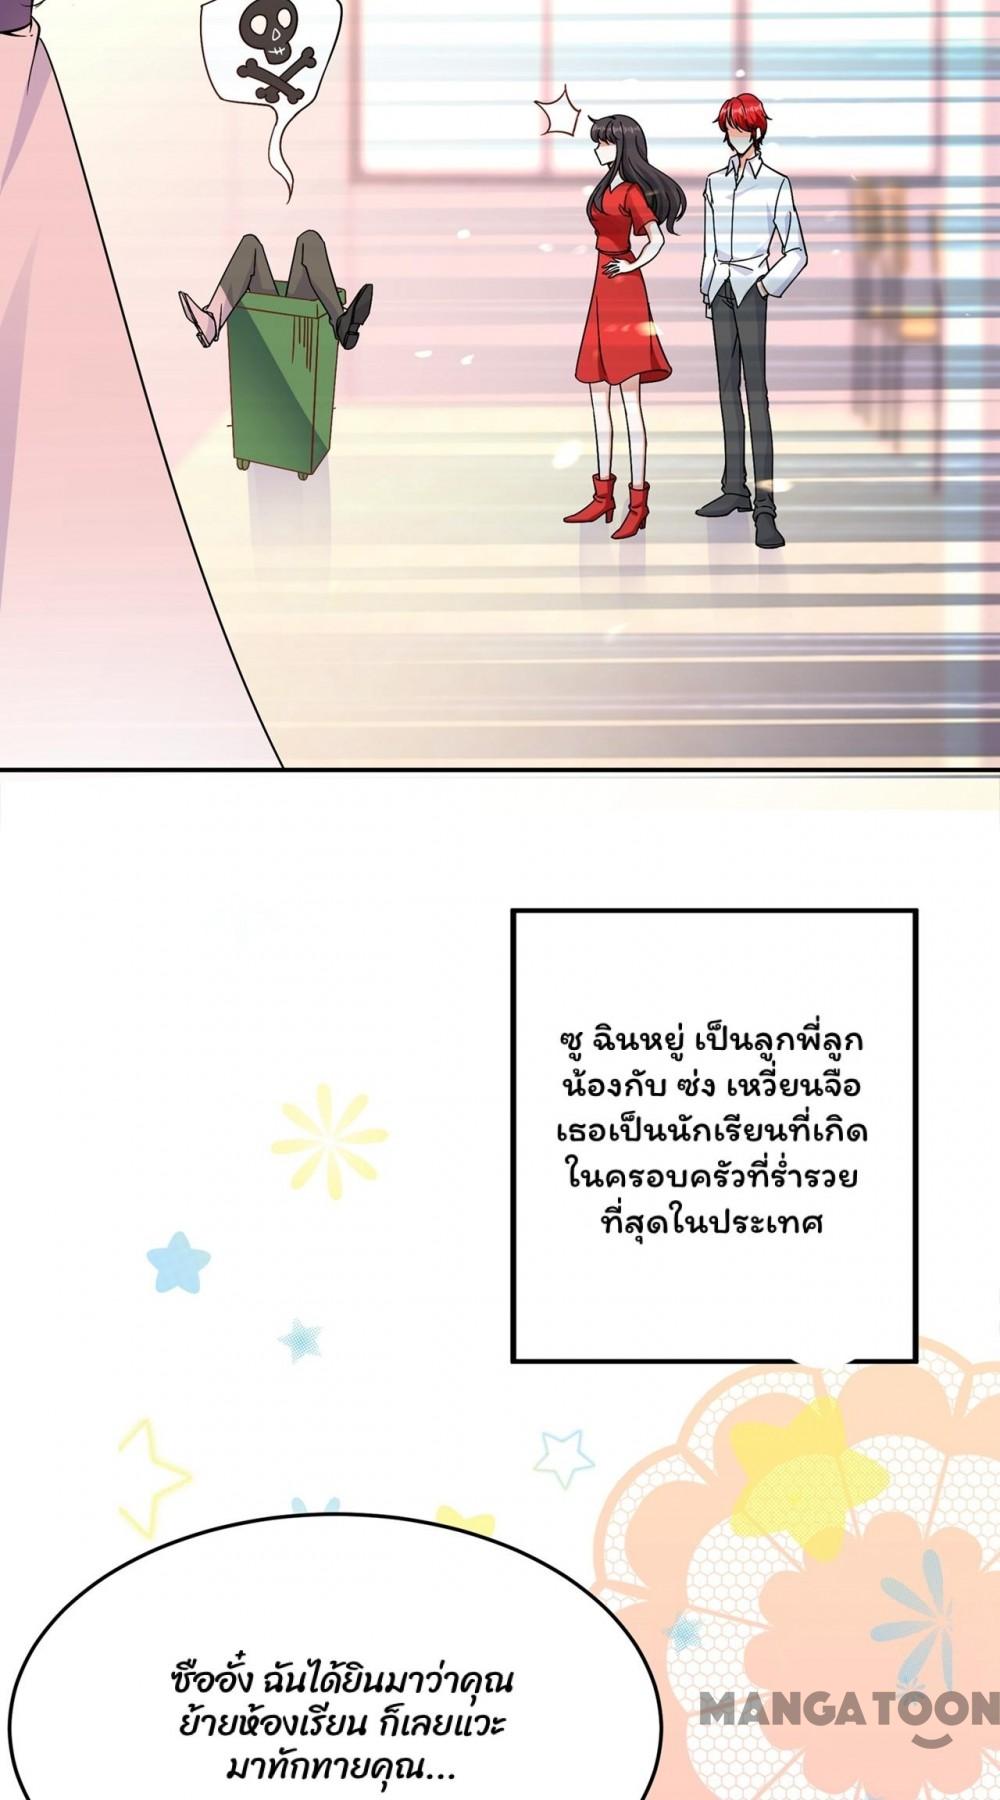 ซู ฉินหยู่ เป็นลูกพี่ลูก
น้องกับ ซ่ง เหวี่ยนจือ
เธอเป็นนักเรียนที่เกิด
ในครอบครัวที่ร่ำรวย
ที่สุดในประเทศ
ซืออั๋ง ฉันได้ยินมาว่าคุณ
ย้ายห้องเรียน ก็เลยแวะ
มาทักทายคุณ...
MANGATOON